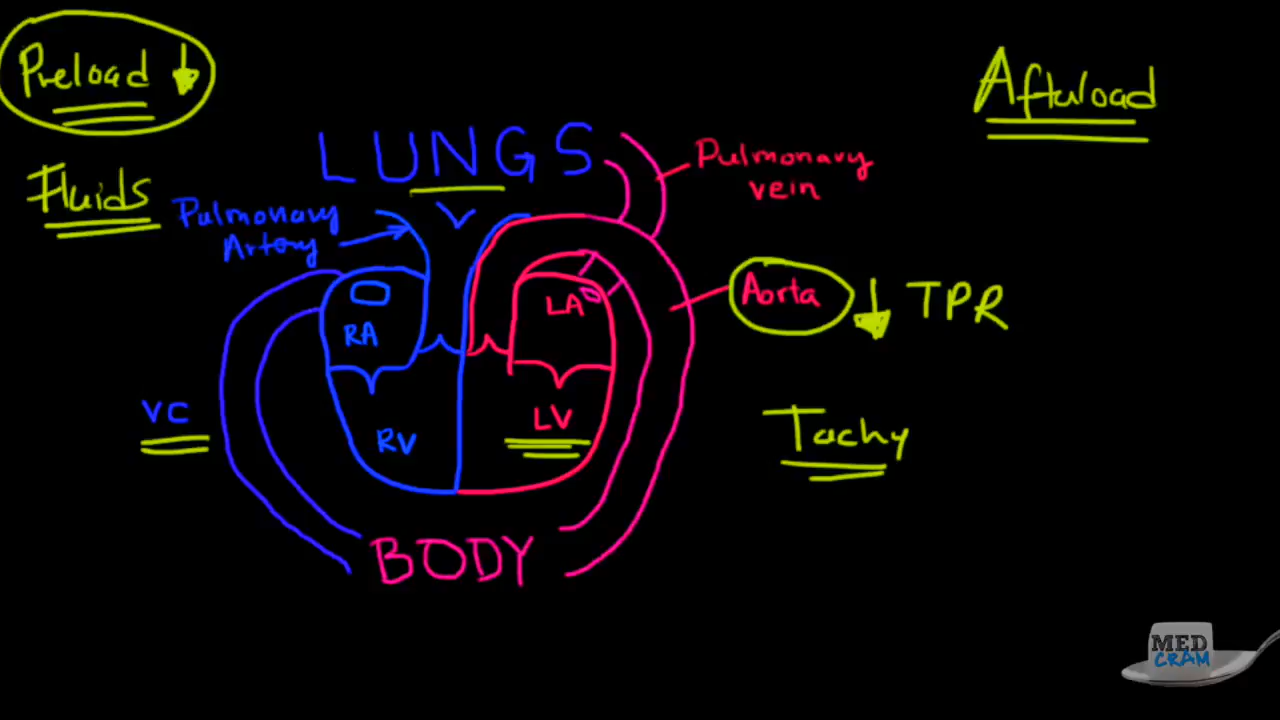 Preload ↓
Afterload
Fluids
LUNGS
Pulmonary
vein
Pulmonary
Artery
Aorta ↓ TPR
LA
RA
VC
LV
Tachy
RV
BODY
MED
CRAM